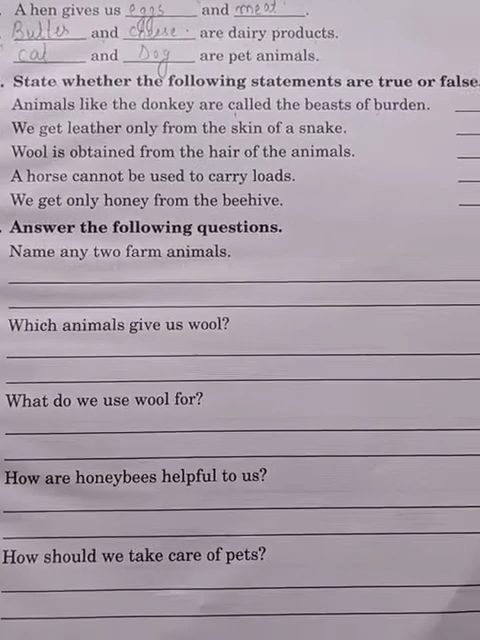 A hen gives us eggs and meat.
Butter and cheese. are dairy products.
cat and Dog are pet animals.
. State whether the following statements are true or false.
Animals like the donkey are called the beasts of burden.
We get leather only from the skin of a snake.
Wool is obtained from the hair of the animals.
A horse cannot be used to carry loads.
We get only honey from the beehive.
. Answer the following questions.
Name any two farm animals.
Which animals give us wool?
What do we use wool for?
How are honeybees helpful to us?
How should we take care of pets?